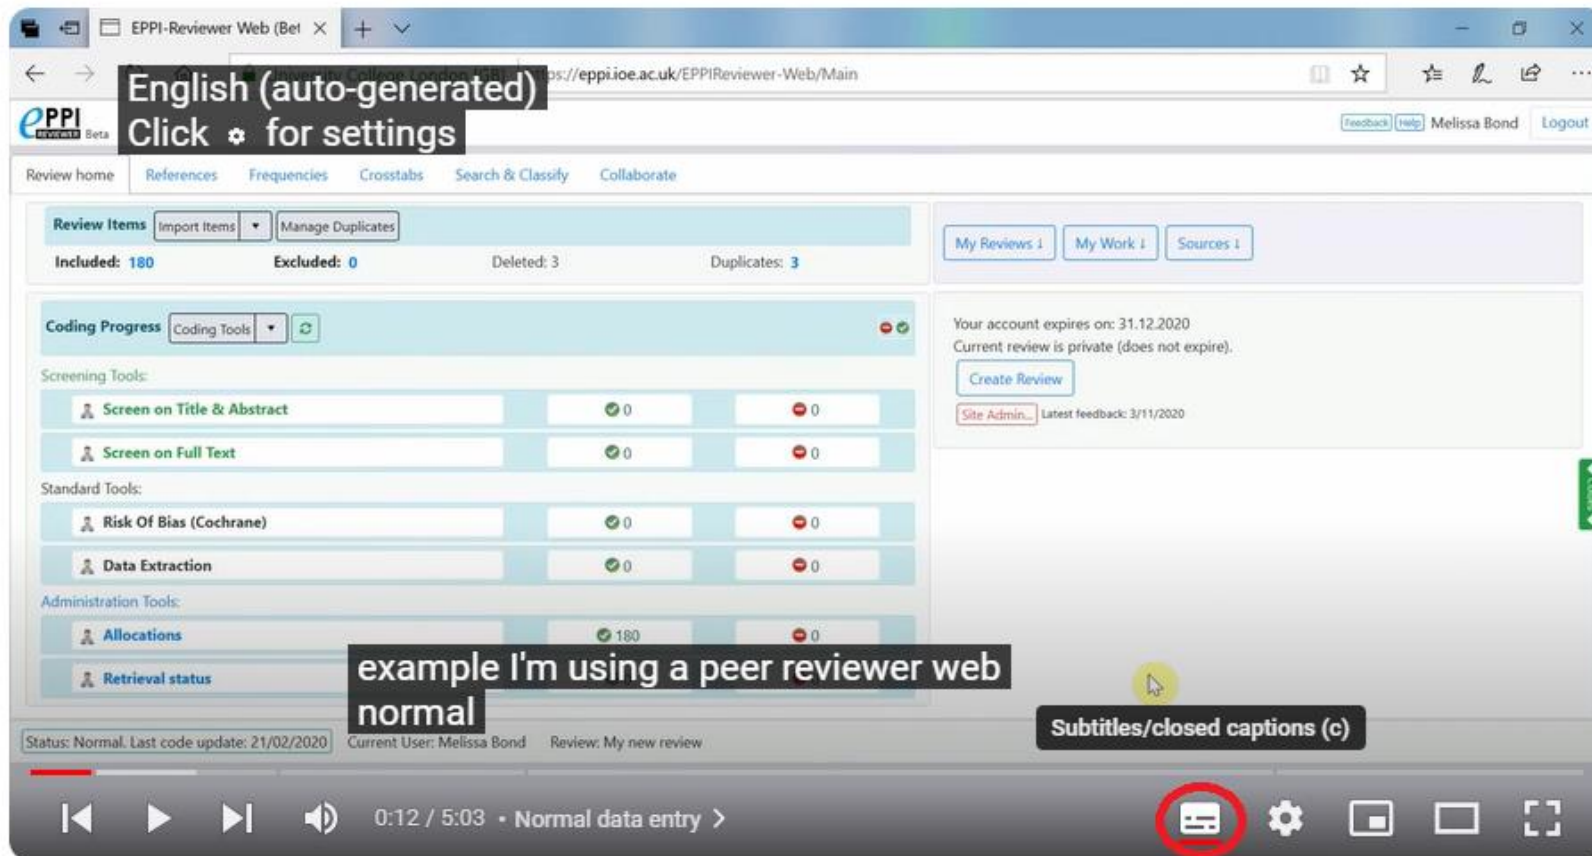 EPPI-Reviewer Web (Bet
https://eppi.ioe.ac.uk/EPPIReviewer-Web/Main
English (auto-generated)
Click for settings
ePPI
REVIEWER Beta
Feedback Help Melissa Bond Logout
Review home References Frequencies Crosstabs Search & Classify Collaborate
Review Items Import Items Manage Duplicates
Included: 180 Excluded: 0 Deleted: 3 Duplicates: 3
My Reviews ↓ My Work ↓ Sources ↓
Coding Progress Coding Tools
Your account expires on: 31.12.2020
Current review is private (does not expire).
Create Review
Site Admin... Latest feedback: 3/11/2020
Screening Tools:
Screen on Title & Abstract 0 0
Screen on Full Text 0 0
Standard Tools:
Risk Of Bias (Cochrane) 0 0
Data Extraction 0 0
Administration Tools:
Allocations 180 0
Retrieval status
example I'm using a peer reviewer web
normal
Subtitles/closed captions (c)
Status: Normal. Last code update: 21/02/2020 Current User: Melissa Bond Review: My new review
0:12 / 5:03 • Normal data entry